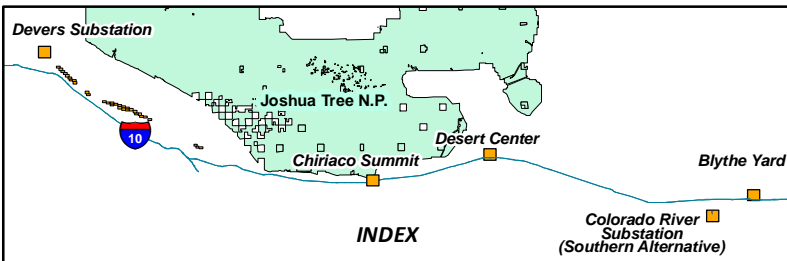 Devers Substation
Joshua Tree N.P.
10
Desert Center
Chiriaco Summit
Blythe Yard
Colorado River
Substation
(Southern Alternative)
INDEX